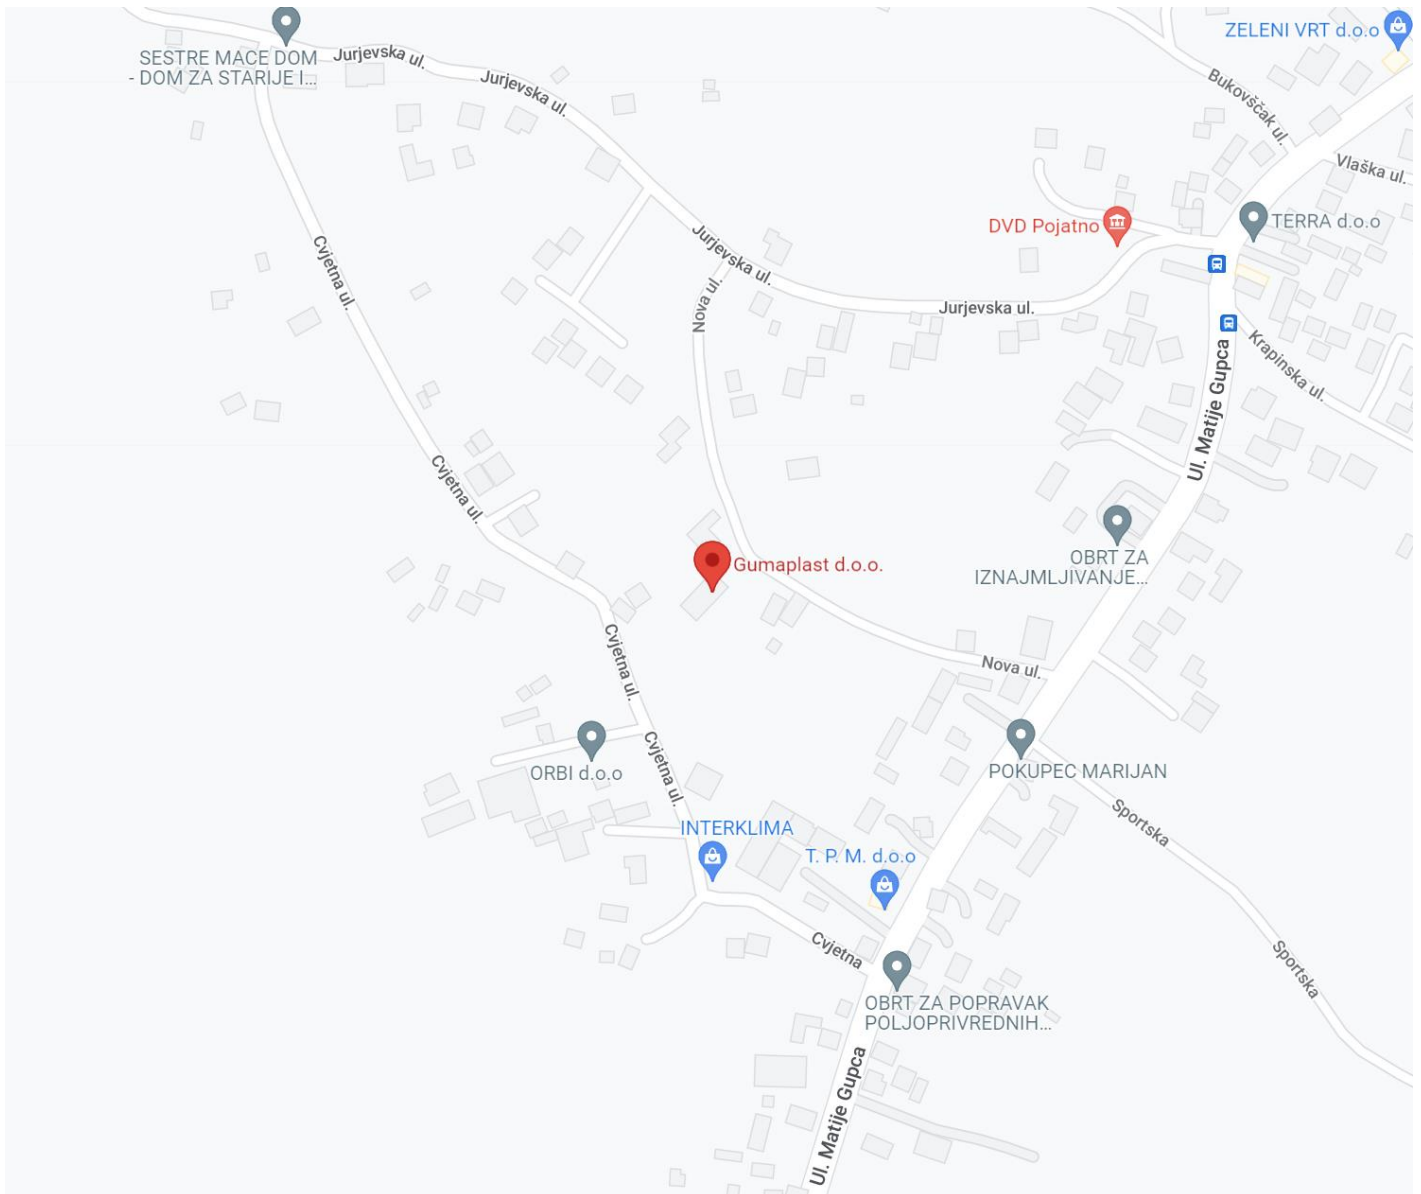 ZELENI VRT d.o.o
SESTRE MACE DOM
- DOM ZA STARIJE I...
Jurjevska ul.
Jurjevska ul.
Bukovščak ul.
Vlaška ul.
DVD Pojatno
TERRA d.o.o
Cvjetna ul.
Jurjevska ul.
Nova ul.
Jurjevska ul.
Krapinska ul.
Ul. Matije Gupca
Cvjetna ul.
Gumaplast d.o.o.
OBRT ZA
IZNAJMLJIVANJE...
Cvjetna ul.
Nova ul.
ORBI d.o.o
Cvjetna ul.
POKUPEC MARIJAN
Sportska
INTERKLIMA
T. P. M. d.o.o
Cvjetna
Sportska
OBRT ZA POPRAVAK
POLJOPRIVREDNIH...
Ul. Matije Gupca